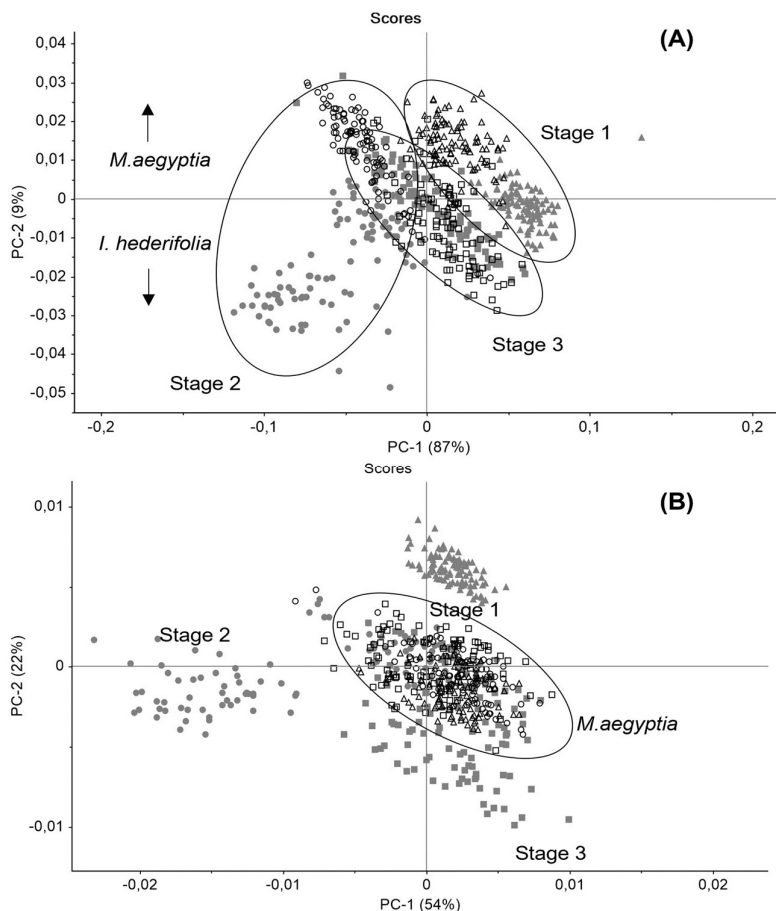 Scores
(A)
0,04
0,03
0,02
0,01
0
-0,01
-0,02
-0,03
-0,04
-0,05
PC-2 (9%)
M.aegyptia
I. hederifolia
Stage 1
Stage 3
Stage 2
-0,2
-0,1
0
0,1
0,2
PC-1 (87%)
Scores
(B)
0,01
0
-0,01
PC-2 (22%)
Stage 1
Stage 2
M.aegyptia
Stage 3
-0,02
-0,01
0
0,01
0,02
PC-1 (54%)